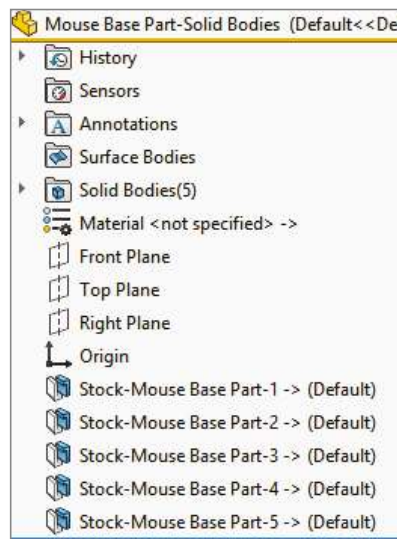 Mouse Base Part-Solid Bodies (Default<<De
History
Sensors
A Annotations
Surface Bodies
Solid Bodies(5)
Material <not specified> ->
Front Plane
Top Plane
Right Plane
Origin
Stock-Mouse Base Part-1 -> (Default)
Stock-Mouse Base Part-2 -> (Default)
Stock-Mouse Base Part-3 -> (Default)
Stock-Mouse Base Part-4 -> (Default)
Stock-Mouse Base Part-5 -> (Default)